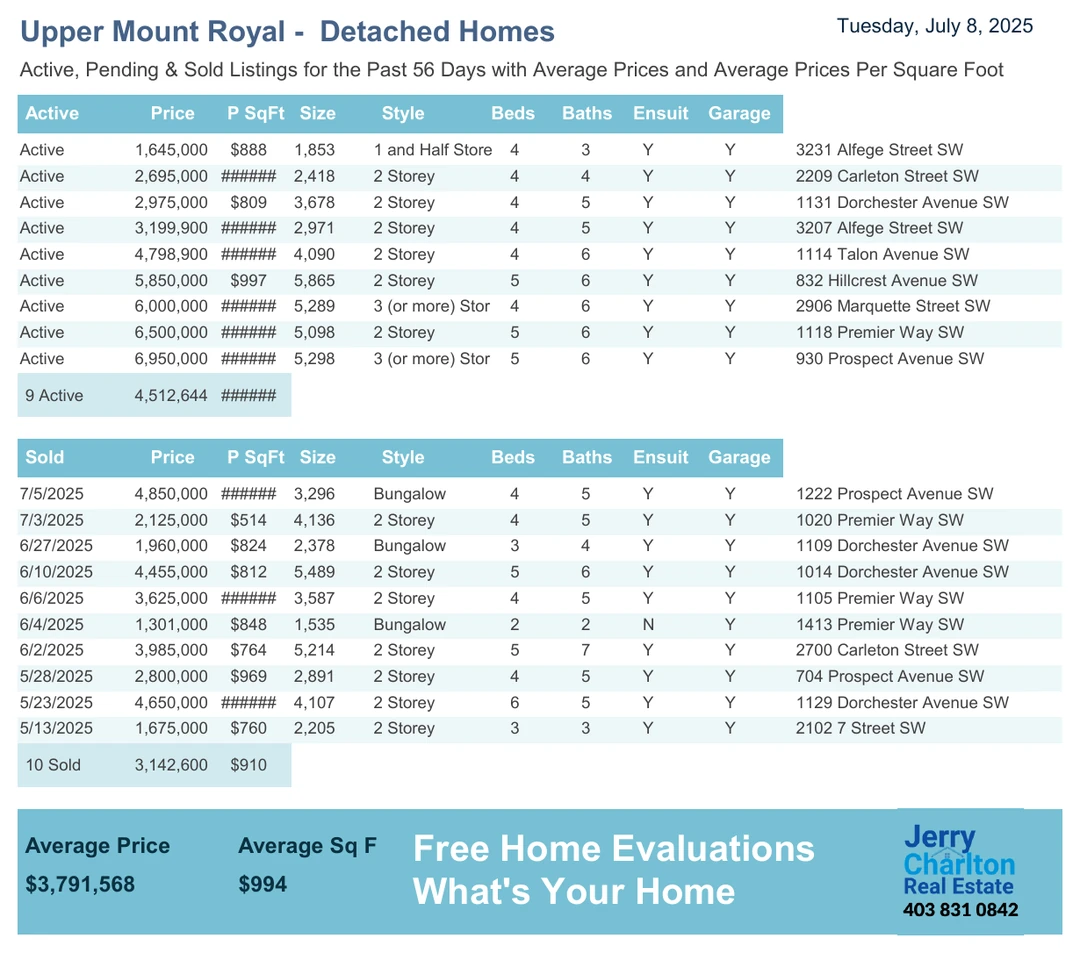 Upper Mount Royal - Detached Homes
Tuesday, July 8, 2025
Active, Pending & Sold Listings for the Past 56 Days with Average Prices and Average Prices Per Square Foot
Active Price P SqFt Size Style Beds Baths Ensuit Garage
Active 1,645,000 $888 1,853 1 and Half Store 4 3 Y Y 3231 Alfege Street SW
Active 2,695,000 ###### 2,418 2 Storey 4 4 Y Y 2209 Carleton Street SW
Active 2,975,000 $809 3,678 2 Storey 4 5 Y Y 1131 Dorchester Avenue SW
Active 3,199,900 ###### 2,971 2 Storey 4 5 Y Y 3207 Alfege Street SW
Active 4,798,900 ###### 4,090 2 Storey 4 6 Y Y 1114 Talon Avenue SW
Active 5,850,000 $997 5,865 2 Storey 5 6 Y Y 832 Hillcrest Avenue SW
Active 6,000,000 ###### 5,289 3 (or more) Stor 4 6 Y Y 2906 Marquette Street SW
Active 6,500,000 ###### 5,098 2 Storey 5 6 Y Y 1118 Premier Way SW
Active 6,950,000 ###### 5,298 3 (or more) Stor 5 6 Y Y 930 Prospect Avenue SW
9 Active 4,512,644 ######
Sold Price P SqFt Size Style Beds Baths Ensuit Garage
7/5/2025 4,850,000 ###### 3,296 Bungalow 4 5 Y Y 1222 Prospect Avenue SW
7/3/2025 2,125,000 $514 4,136 2 Storey 4 5 Y Y 1020 Premier Way SW
6/27/2025 1,960,000 $824 2,378 Bungalow 3 4 Y Y 1109 Dorchester Avenue SW
6/10/2025 4,455,000 $812 5,489 2 Storey 5 6 Y Y 1014 Dorchester Avenue SW
6/6/2025 3,625,000 ###### 3,587 2 Storey 4 5 Y Y 1105 Premier Way SW
6/4/2025 1,301,000 $848 1,535 Bungalow 2 2 N Y 1413 Premier Way SW
6/2/2025 3,985,000 $764 5,214 2 Storey 5 7 Y Y 2700 Carleton Street SW
5/28/2025 2,800,000 $969 2,891 2 Storey 4 5 Y Y 704 Prospect Avenue SW
5/23/2025 4,650,000 ###### 4,107 2 Storey 6 5 Y Y 1129 Dorchester Avenue SW
5/13/2025 1,675,000 $760 2,205 2 Storey 3 3 Y Y 2102 7 Street SW
10 Sold 3,142,600 $910
Average Price Average Sq F
$3,791,568 $994
Free Home Evaluations
What's Your Home
Jerry
Charlton
Real Estate
403 831 0842